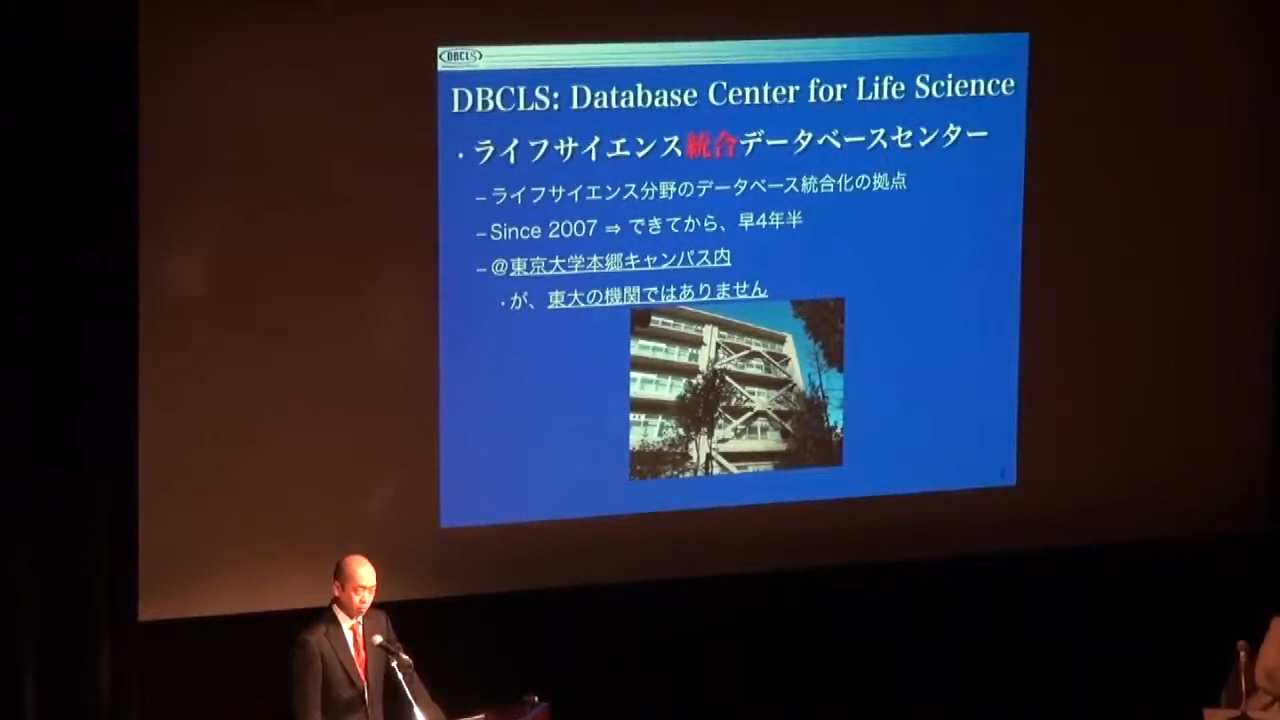 DBCLS
DBCLS: Database Center for Life Science
・ライフサイエンス統合データベースセンター
–ライフサイエンス分野のデータベース統合化の拠点
–Since 2007 ⇒ できてから、早4年半
–@東京大学本郷キャンパス内
・が、東大の機関ではありません